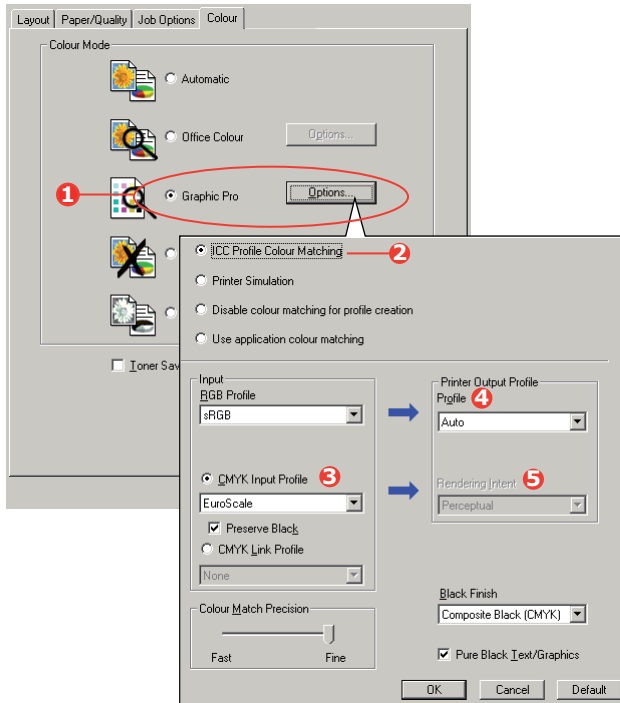 Layout Paper/Quality Job Options Colour
Colour Mode
Automatic
Office Colour Options...
1 Graphic Pro Options...
ICC Profile Colour Matching 2
Printer Simulation
Disable colour matching for profile creation
Use application colour matching
Toner Sav
Input
RGB Profile
sRGB
CMYK Input Profile 3
EuroScale
Preserve Black
CMYK Link Profile
None
Printer Output Profile
Profile 4
Auto
Rendering Intent 5
Perceptual
Colour Match Precision
Fast Fine
Black Finish
Composite Black (CMYK)
Pure Black Text/Graphics
OK Cancel Default